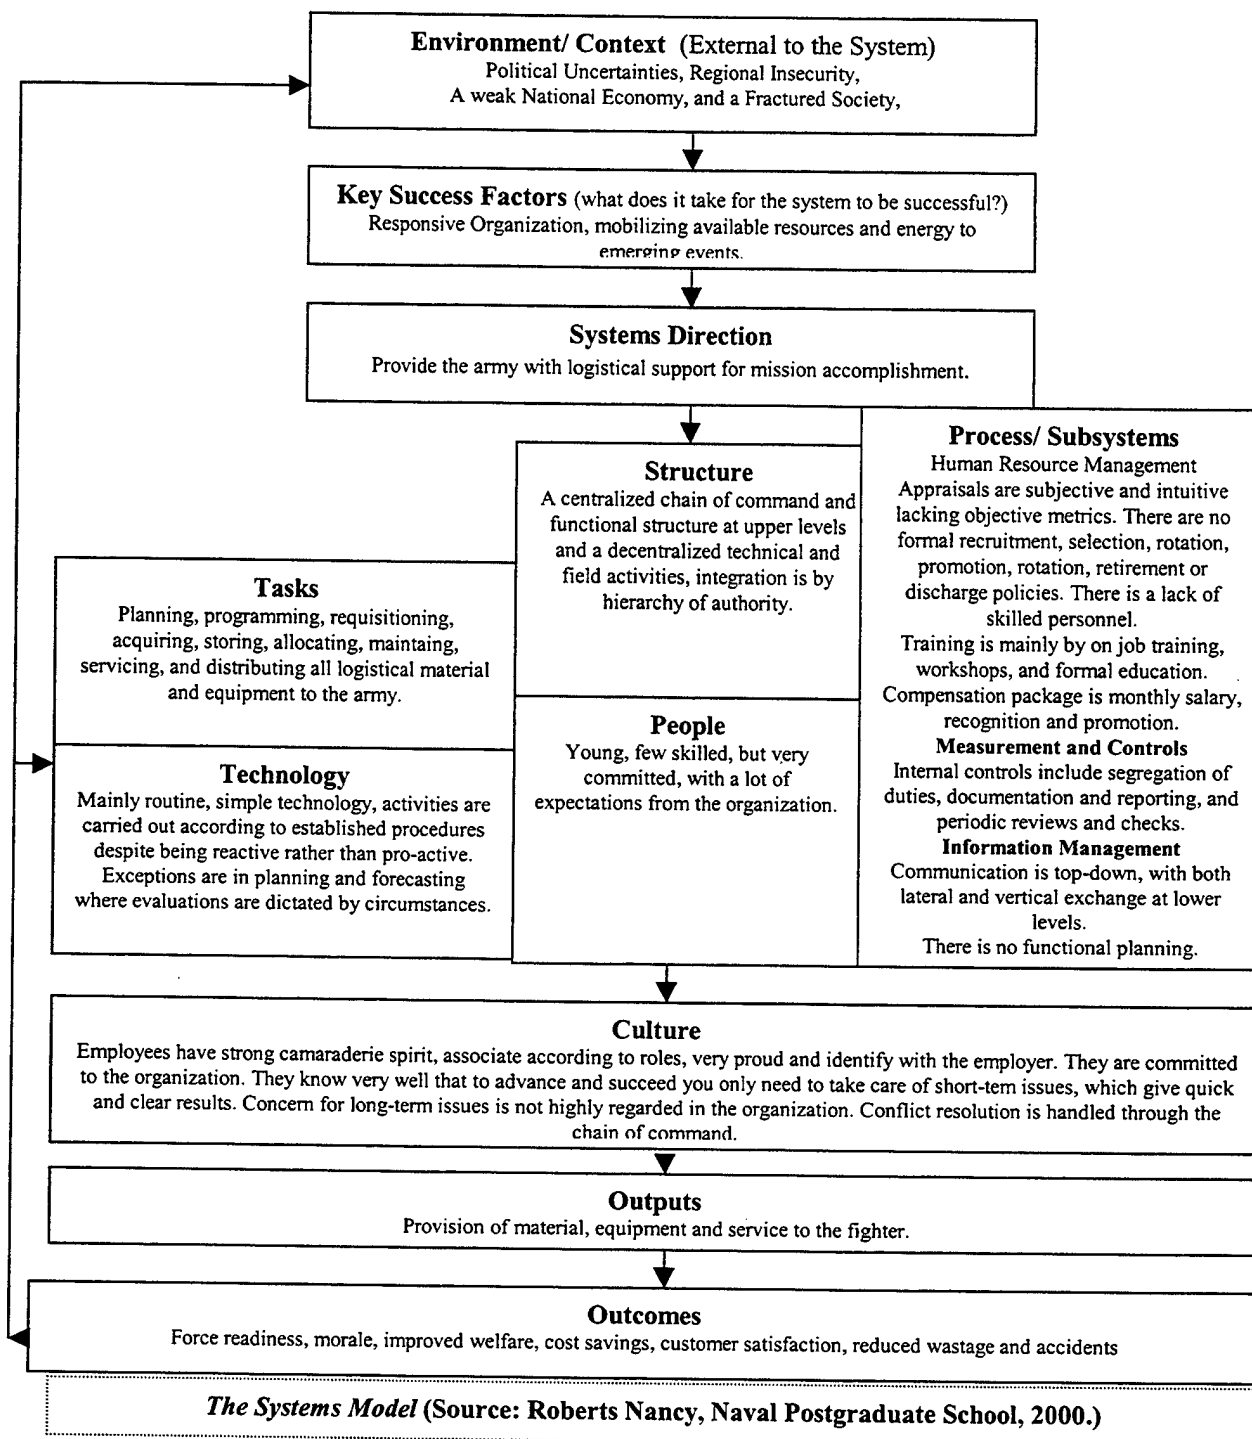 Environment/ Context (External to the System)
Political Uncertainties, Regional Insecurity,
A weak National Economy, and a Fractured Society,
Key Success Factors (what does it take for the system to be successful?)
Responsive Organization, mobilizing available resources and energy to
emerging events.
Systems Direction
Provide the army with logistical support for mission accomplishment.
Structure
A centralized chain of command and
functional structure at upper levels
and a decentralized technical and
field activities, integration is by
hierarchy of authority.
Process/ Subsystems
Human Resource Management
Appraisals are subjective and intuitive
lacking objective metrics. There are no
formal recruitment, selection, rotation,
promotion, rotation, retirement or
discharge policies. There is a lack of
skilled personnel.
Training is mainly by on job training,
workshops, and formal education.
Compensation package is monthly salary,
recognition and promotion.
Measurement and Controls
Internal controls include segregation of
duties, documentation and reporting, and
periodic reviews and checks.
Information Management
Communication is top-down, with both
lateral and vertical exchange at lower
levels.
There is no functional planning.
Tasks
Planning, programming, requisitioning,
acquiring, storing, allocating, maintaing,
servicing, and distributing all logistical material
and equipment to the army.
People
Young, few skilled, but very
committed, with a lot of
expectations from the organization.
Technology
Mainly routine, simple technology, activities are
carried out according to established procedures
despite being reactive rather than pro-active.
Exceptions are in planning and forecasting
where evaluations are dictated by circumstances.
Culture
Employees have strong camaraderie spirit, associate according to roles, very proud and identify with the employer. They are committed
to the organization. They know very well that to advance and succeed you only need to take care of short-tem issues, which give quick
and clear results. Concern for long-term issues is not highly regarded in the organization. Conflict resolution is handled through the
chain of command.
Outputs
Provision of material, equipment and service to the fighter.
Outcomes
Force readiness, morale, improved welfare, cost savings, customer satisfaction, reduced wastage and accidents
The Systems Model (Source: Roberts Nancy, Naval Postgraduate School, 2000.)